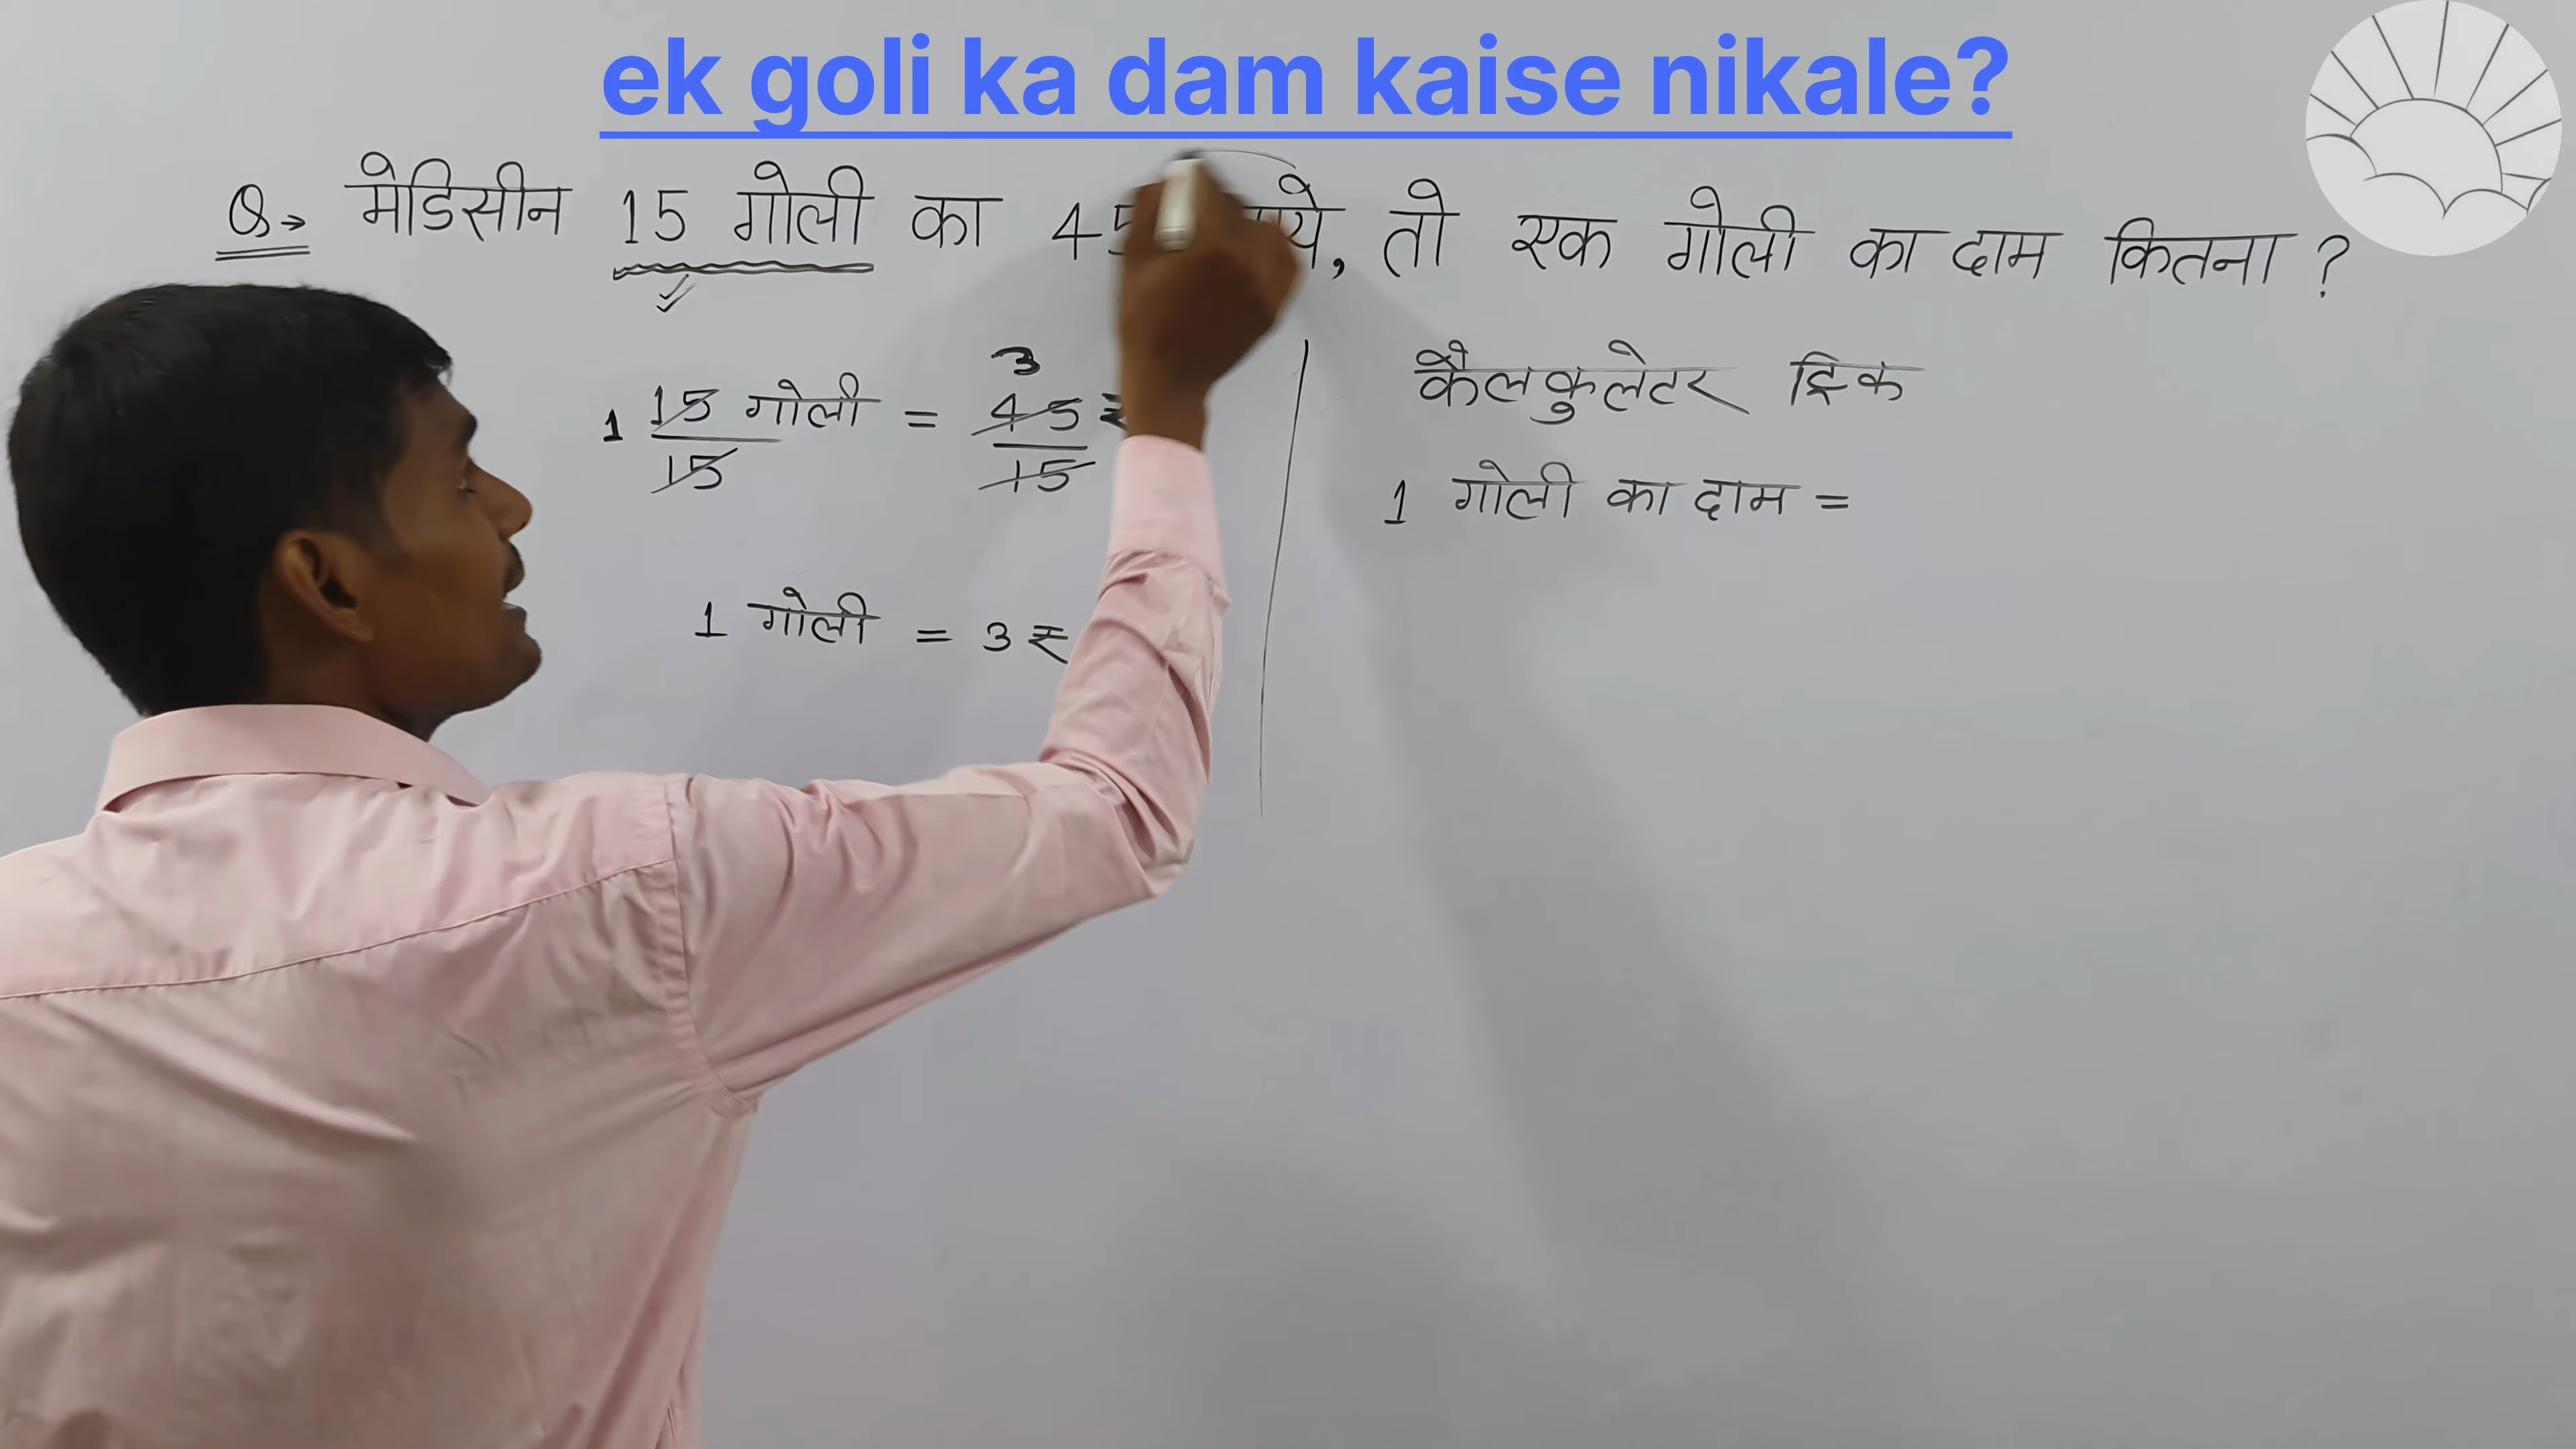 ek goli ka dam kaise nikale?
Q→ मेडिसीन 15 गोली का 45 , तो एक गोली का दाम कितना ?
3
1 15 गोली = 45 ₹
15 15
1 गोली = 3 ₹
कैलकुलेटर ट्रिक
1 गोली का दाम =